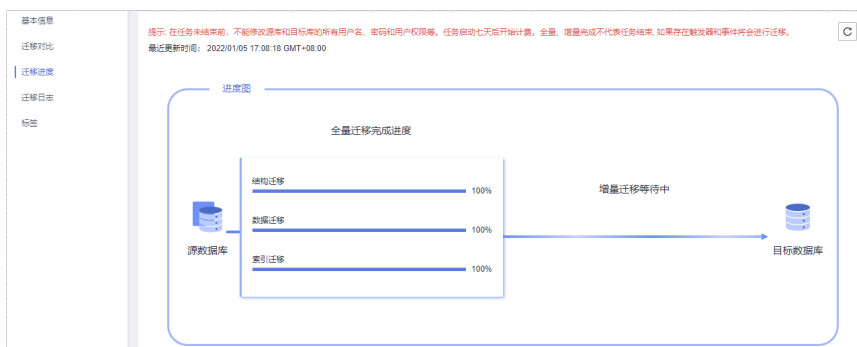 基本信息
迁移对比
迁移进度
迁移日志
标签
提示: 在任务未结束前，不能修改源库和目标库的所有用户名、密码和用户权限等。任务启动七天后开始计费。全量、增量完成不代表任务结束, 如果存在触发器和事件将会进行迁移。
最近更新时间： 2022/01/05 17:08:18 GMT+08:00
进度图
全量迁移完成进度
结构迁移
100%
数据迁移
100%
索引迁移
100%
增量迁移等待中
源数据库
目标数据库